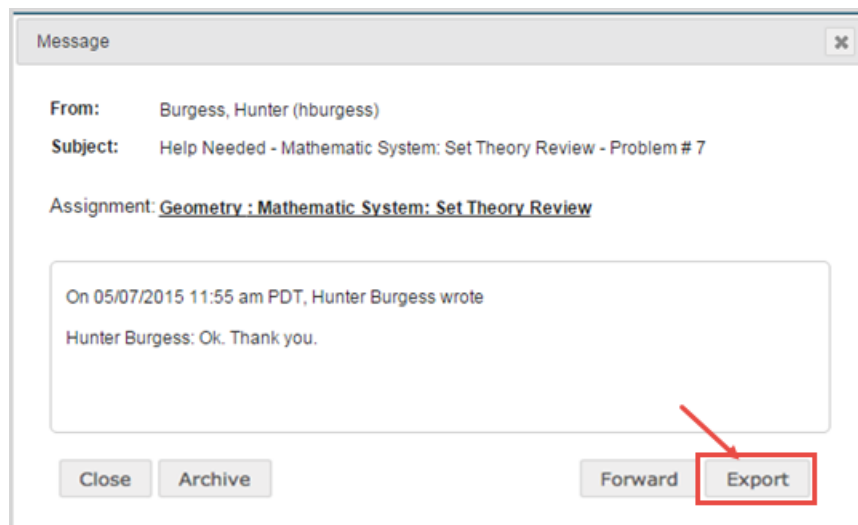 Message
From: Burgess, Hunter (hburgess)
Subject: Help Needed - Mathematic System: Set Theory Review - Problem # 7
Assignment: Geometry : Mathematic System: Set Theory Review
On 05/07/2015 11:55 am PDT, Hunter Burgess wrote
Hunter Burgess: Ok. Thank you.
Close Archive Forward Export